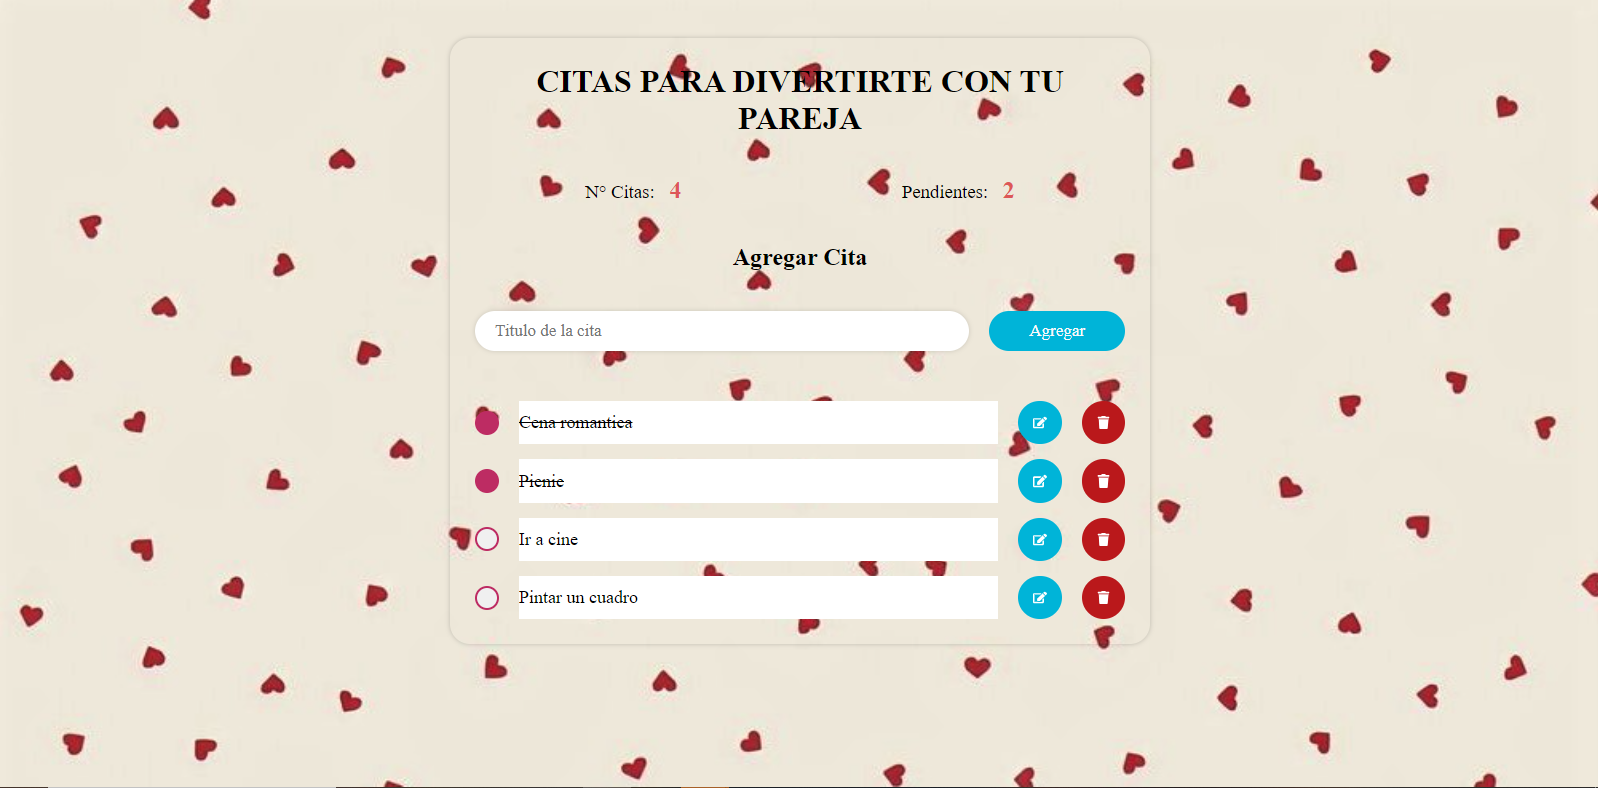 CITAS PARA DIVERTIRTE CON TU
PAREJA
N° Citas: 4 Pendientes: 2
Agregar Cita
Titulo de la cita Agregar
Cena romantica
Picnic
Ir a cine
Pintar un cuadro